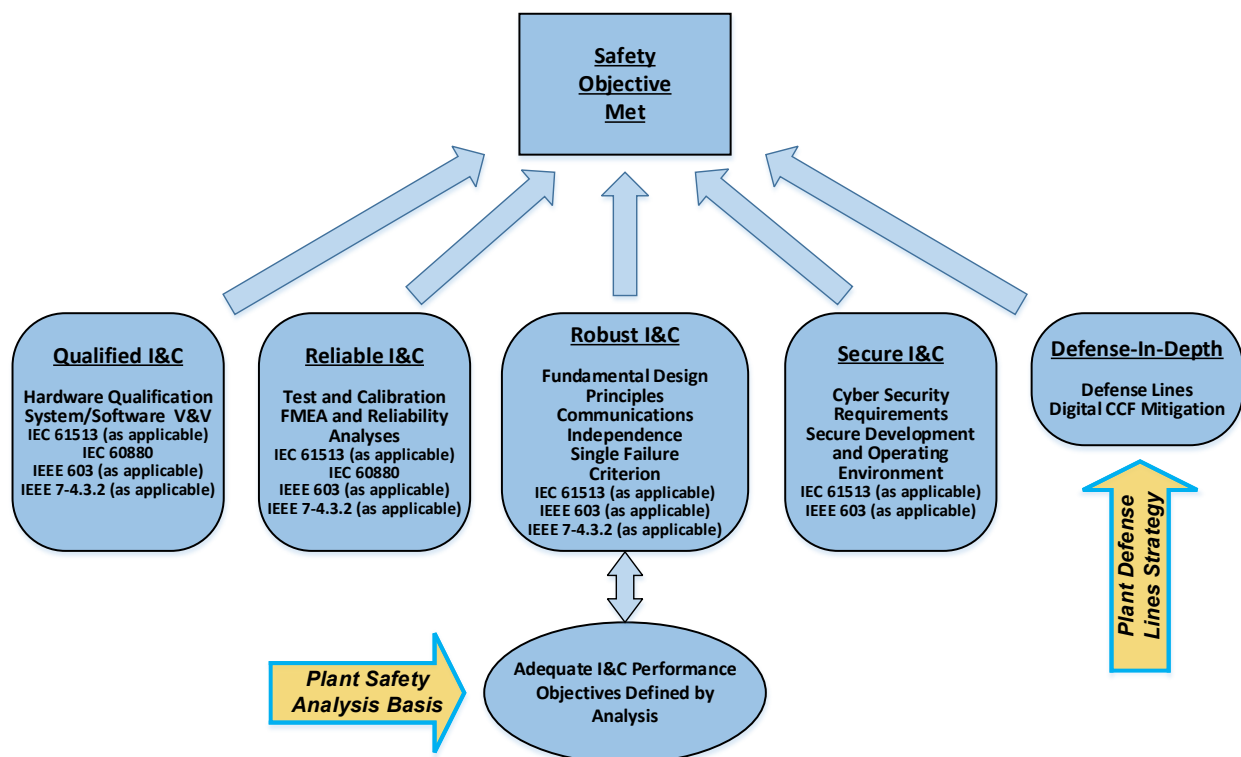 Safety
Objective
Met
Qualified I&C
Hardware Qualification
System/Software V&V
IEC 61513 (as applicable)
IEC 60880
IEEE 603 (as applicable)
IEEE 7-4.3.2 (as applicable)
Reliable I&C
Test and Calibration
FMEA and Reliability
Analyses
IEC 61513 (as applicable)
IEC 60880
IEEE 603 (as applicable)
IEEE 7-4.3.2 (as applicable)
Robust I&C
Fundamental Design
Principles
Communications
Independence
Single Failure
Criterion
IEC 61513 (as applicable)
IEEE 603 (as applicable)
IEEE 7-4.3.2 (as applicable)
Secure I&C
Cyber Security
Requirements
Secure Development
and Operating
Environment
IEC 61513 (as applicable)
IEEE 603 (as applicable)
Defense-In-Depth
Defense Lines
Digital CCF Mitigation
Plant Defense
Lines Strategy
Plant Safety
Analysis Basis
Adequate I&C Performance
Objectives Defined by
Analysis